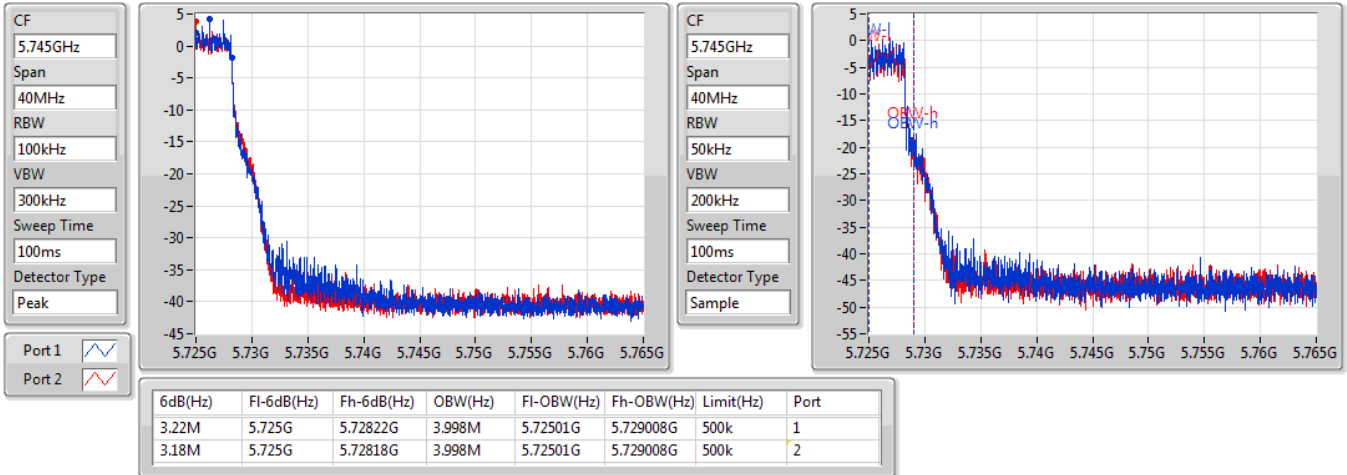 CF
5.745GHz
Span
40MHz
RBW
100kHz
VBW
300kHz
Sweep Time
100ms
Detector Type
Peak
Port 1
Port 2
5
0
-5
-10
-15
-20
-25
-30
-35
-40
-45
5.725G 5.73G 5.735G 5.74G 5.745G 5.75G 5.755G 5.76G 5.765G
CF
5.745GHz
Span
40MHz
RBW
50kHz
VBW
200kHz
Sweep Time
100ms
Detector Type
Sample
5
0
-5
-10
-15
-20
-25
-30
-35
-40
-45
-50
-55
OBW-h
OBW-h
5.725G 5.73G 5.735G 5.74G 5.745G 5.75G 5.755G 5.76G 5.765G
6dB(Hz) Fl-6dB(Hz) Fh-6dB(Hz) OBW(Hz) Fl-OBW(Hz) Fh-OBW(Hz) Limit(Hz) Port
3.22M 5.725G 5.72822G 3.998M 5.72501G 5.729008G 500k 1
3.18M 5.725G 5.72818G 3.998M 5.72501G 5.729008G 500k 2